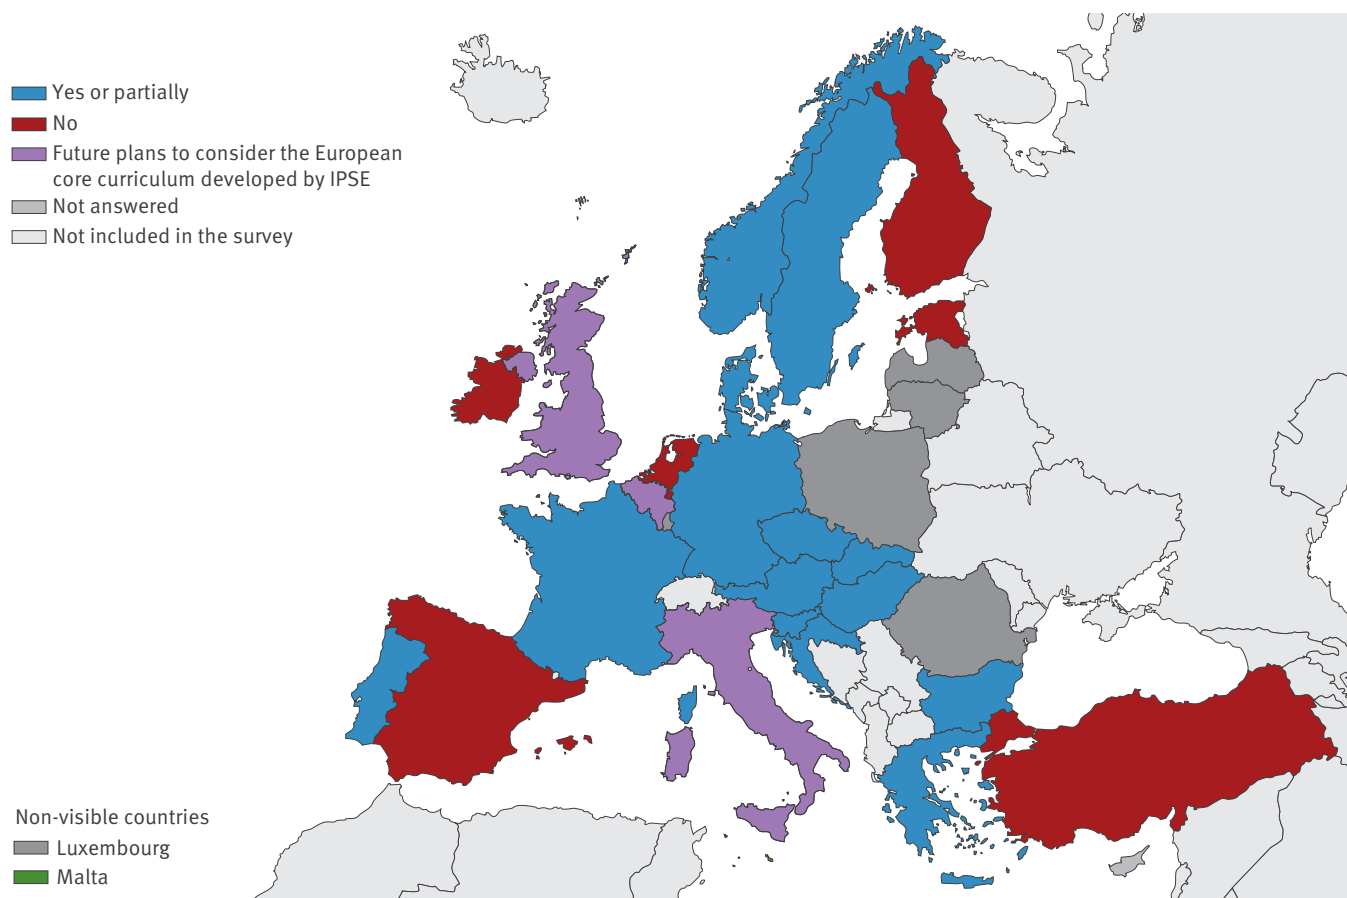 Yes or partially
No
Future plans to consider the European
core curriculum developed by IPSE
Not answered
Not included in the survey
Non-visible countries
Luxembourg
Malta